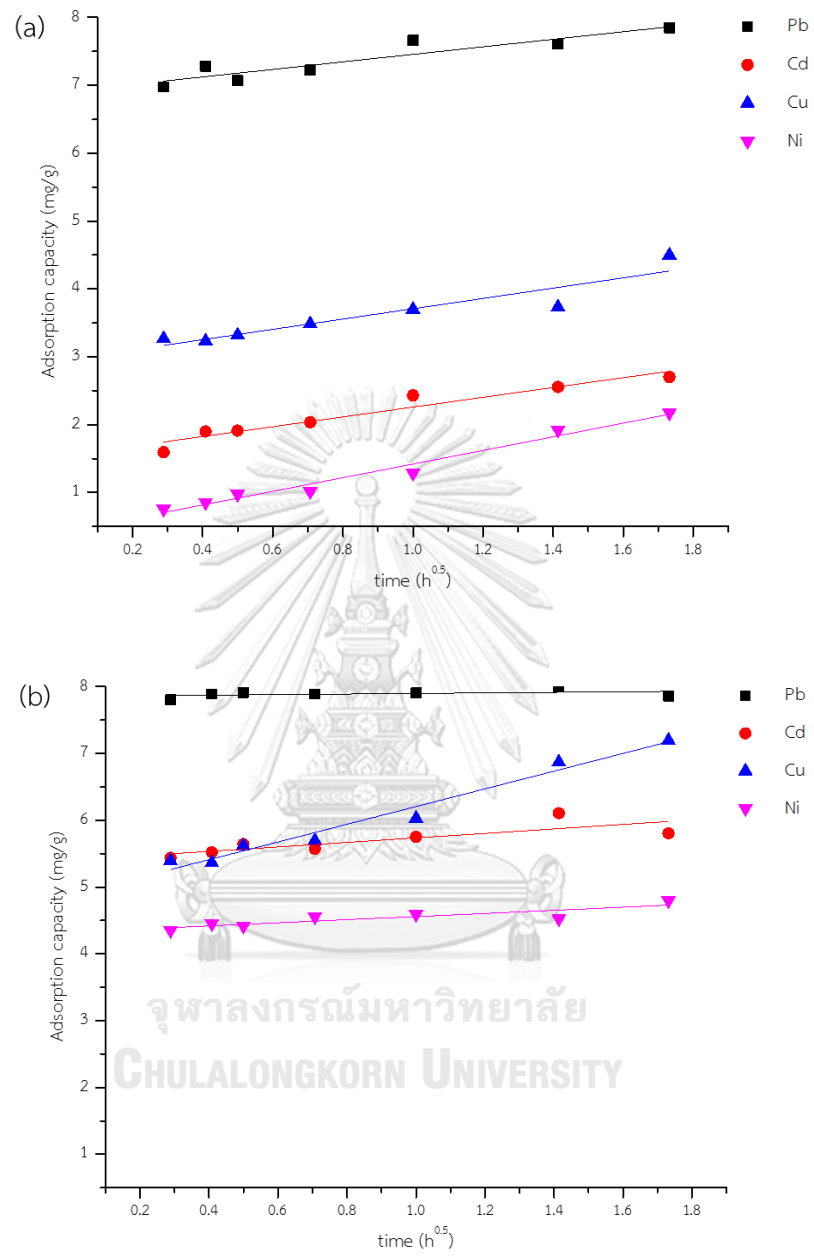 (a)
8
7
6
5
4
3
2
1
Adsorption capacity (mg/g)
0.2 0.4 0.6 0.8 1.0 1.2 1.4 1.6 1.8
time (h^0.5)
Pb
Cd
Cu
Ni
(b)
8
7
6
5
4
3
2
1
Adsorption capacity (mg/g)
0.2 0.4 0.6 0.8 1.0 1.2 1.4 1.6 1.8
time (h^0.5)
Pb
Cd
Cu
Ni
จุฬาลงกรณ์มหาวิทยาลัย
CHULALONGKORN UNIVERSITY